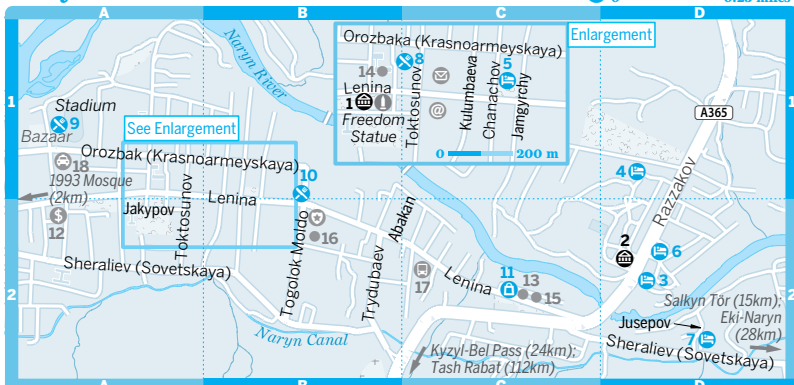 A
B
C
D
Orozbaka (Krasnoarmeyskaya)
Enlargement
8
14
5
Lenina
1
Freedom
Statue
Toktosunov
@
Kulumbaeva
Chanachov
Jamgyrchy
0
200 m
Naryn River
1
1
Stadium
9
Bazaar
See Enlargement
A365
Orozbak (Krasnoarmeyskaya)
18
10
4
1993 Mosque
(2km)
Lenina
Jakypov
Toktosunov
$
12
16
Togolok Moldo
Abakan
Trydubaev
Razzakov
2
6
2
2
Sheraliev (Sovetskaya)
17
Lenina
11
13
15
3
Salkyn Tör (15km);
Eki-Naryn
(28km)
Jusepov
7
Naryn Canal
Kyzyl-Bel Pass (24km);
Tash Rabat (112km)
Sheraliev (Sovetskaya)
A
B
C
D